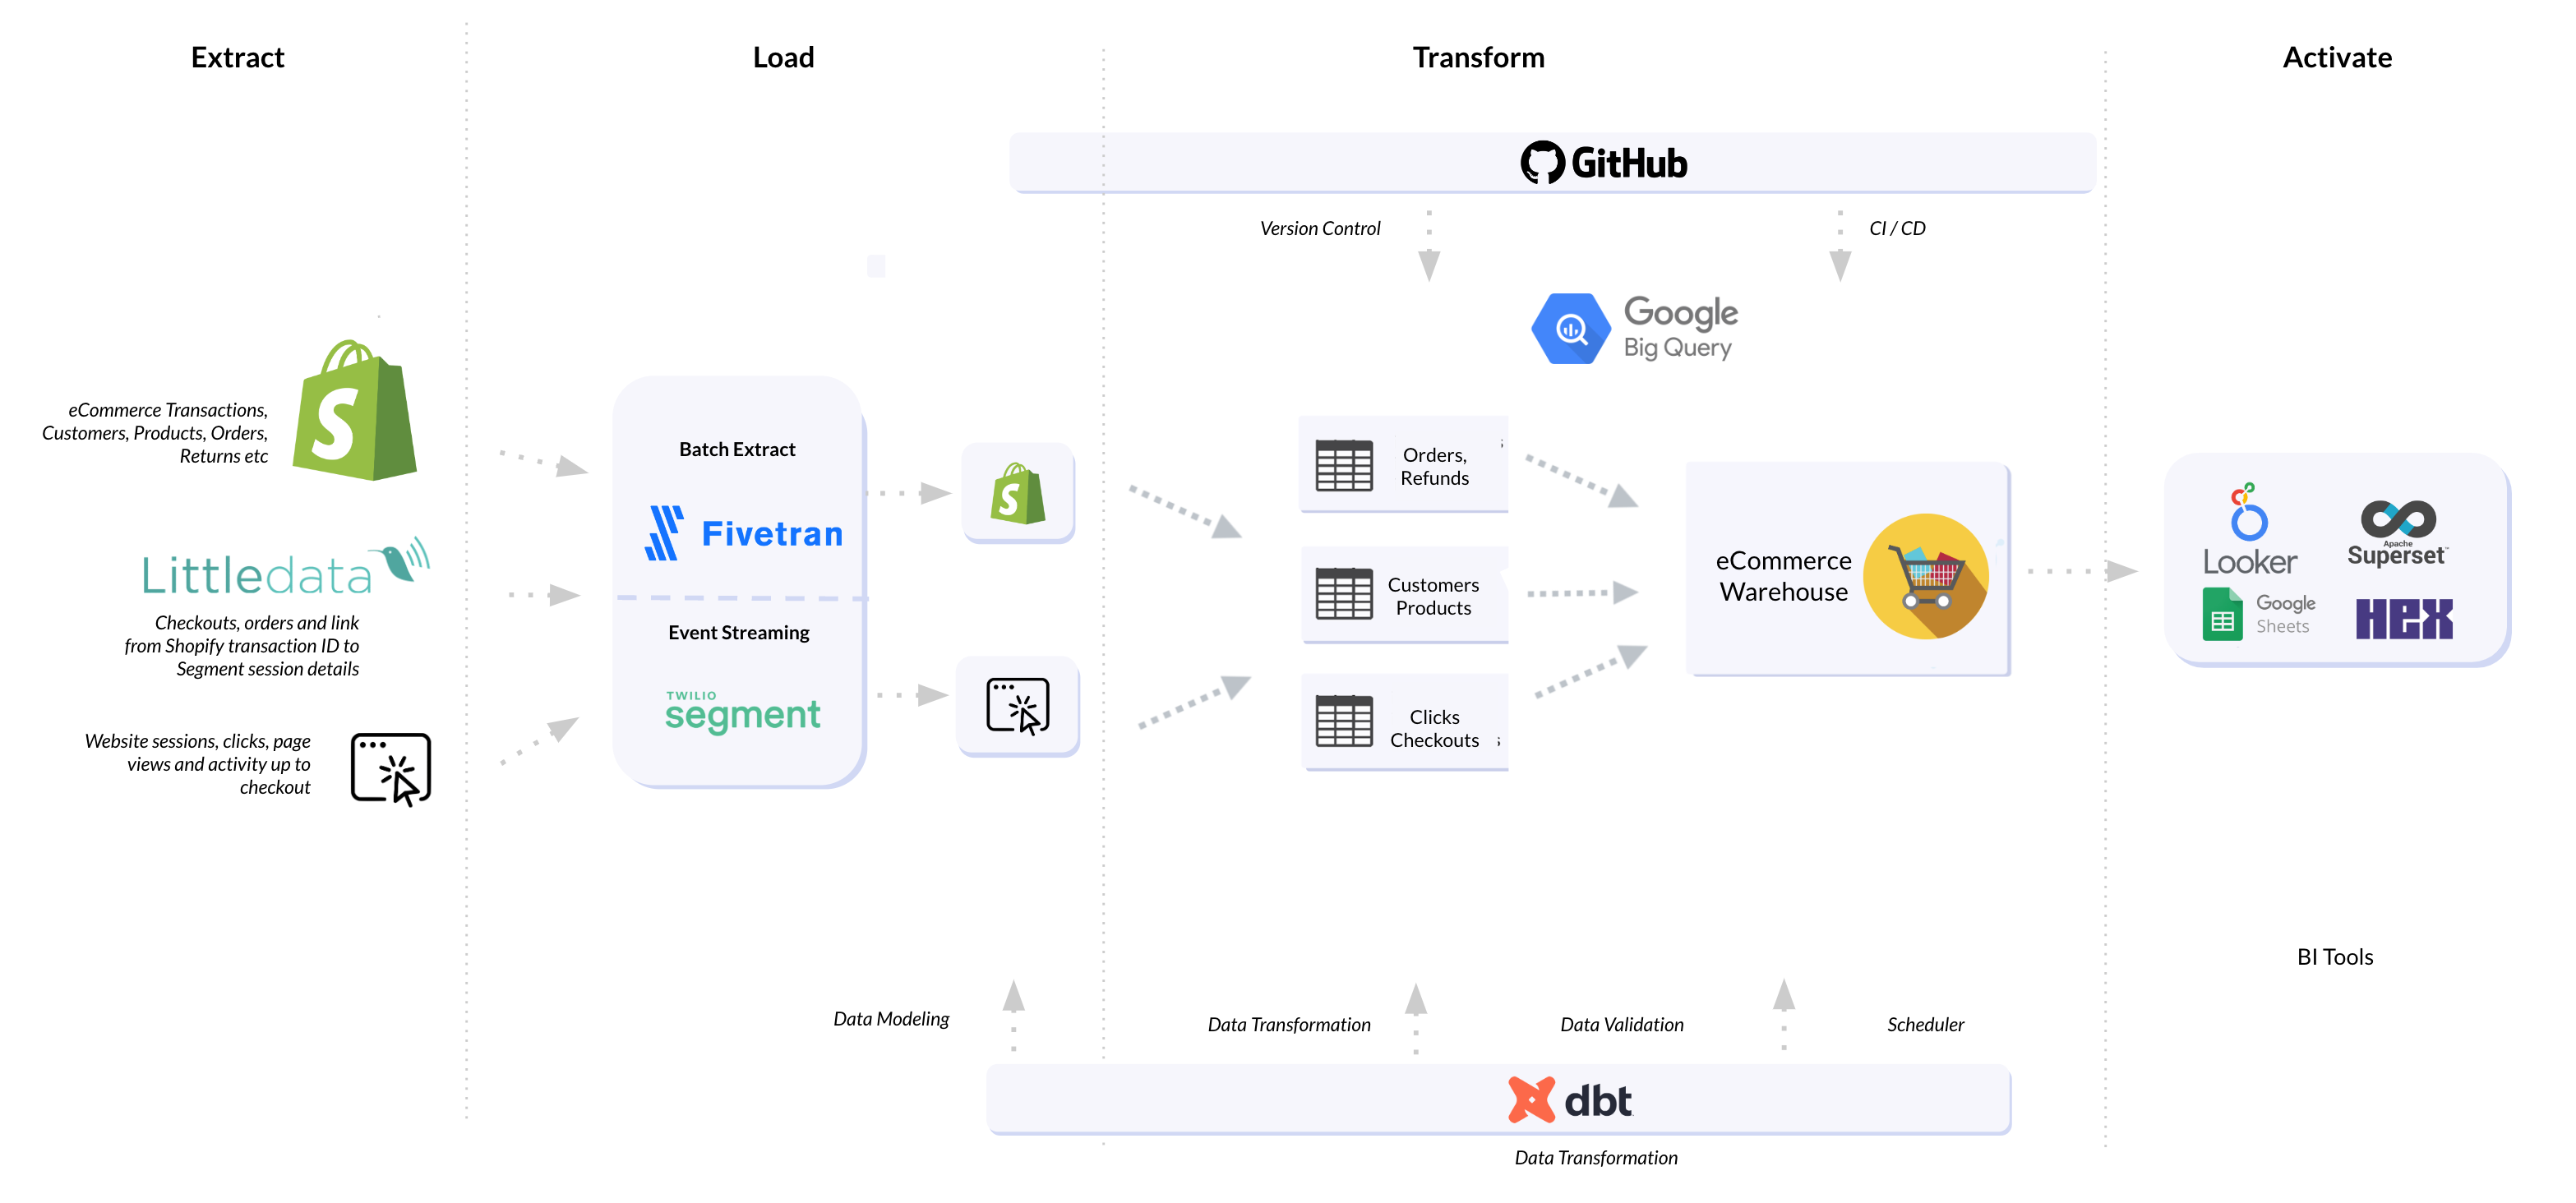 Extract
Load
Transform
Activate
GitHub
Version Control
CI / CD
Google
Big Query
eCommerce Transactions,
Customers, Products, Orders,
Returns etc
Littledata
Checkouts, orders and link
from Shopify transaction ID to
Segment session details
Website sessions, clicks, page
views and activity up to
checkout
Batch Extract
Fivetran
Event Streaming
TWILIO
segment
Orders,
Refunds
Customers
Products
Clicks
Checkouts
eCommerce
Warehouse
Looker
Apache
Superset
Google
Sheets
HEX
BI Tools
Data Modeling
Data Transformation
Data Validation
Scheduler
dbt
Data Transformation